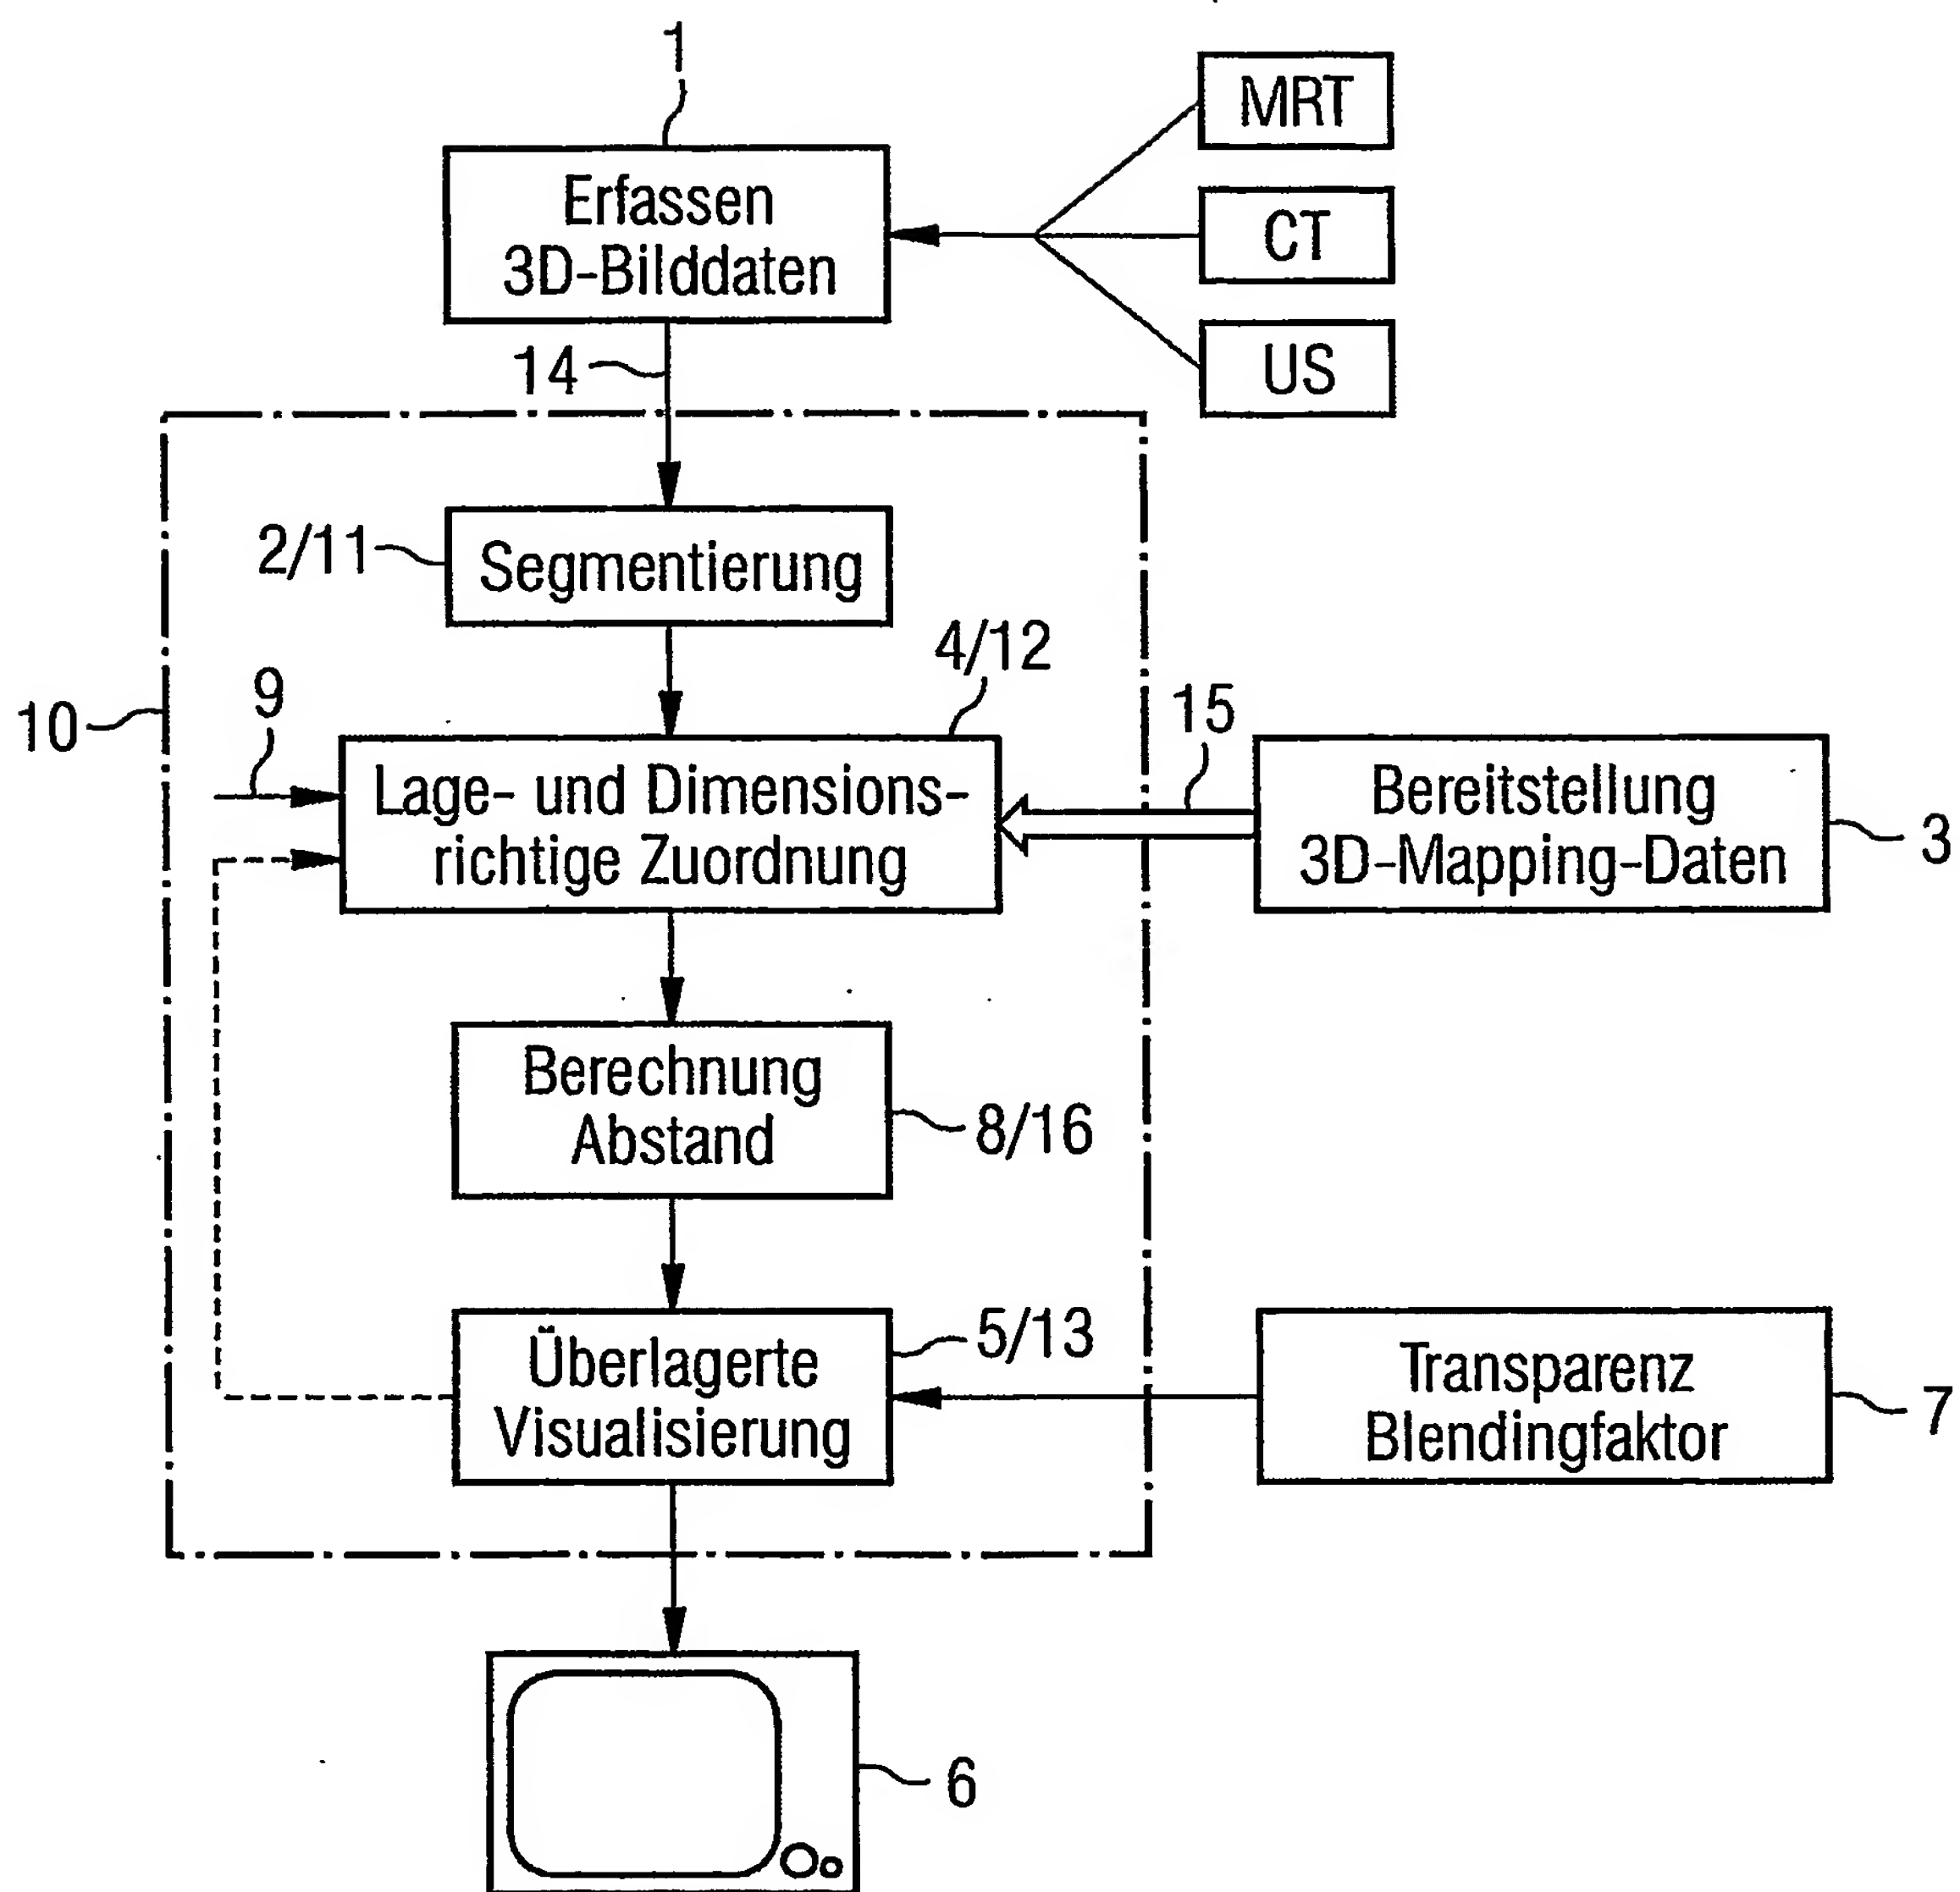 1
MRT
Erfassen
3D-Bilddaten
CT
14
US
2/11
Segmentierung
4/12
9
10
15
Lage- und Dimensions-
richtige Zuordnung
Bereitstellung
3D-Mapping-Daten
3
Berechnung
Abstand
8/16
5/13
Überlagerte
Visualisierung
Transparenz
Blendingfaktor
7
6